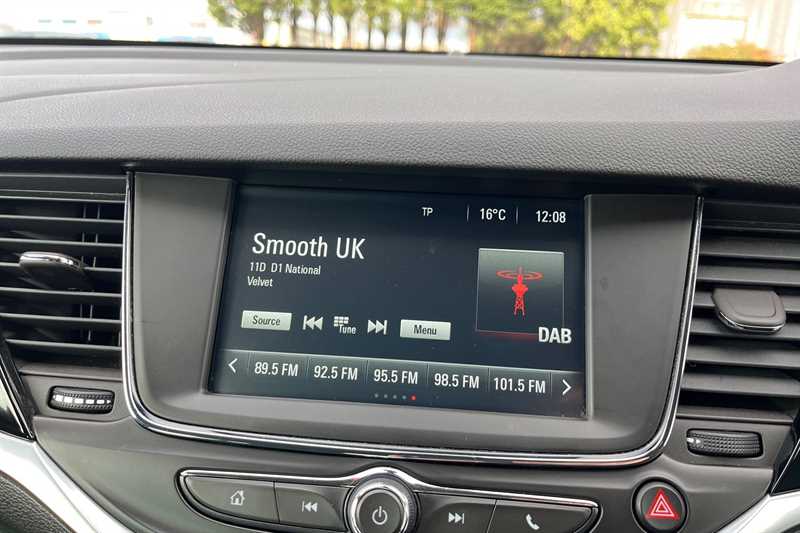 TP 16°C 12:08
Smooth UK
11D D1 National
Velvet
Source Tune Menu
DAB
89.5 FM 92.5 FM 95.5 FM 98.5 FM 101.5 FM